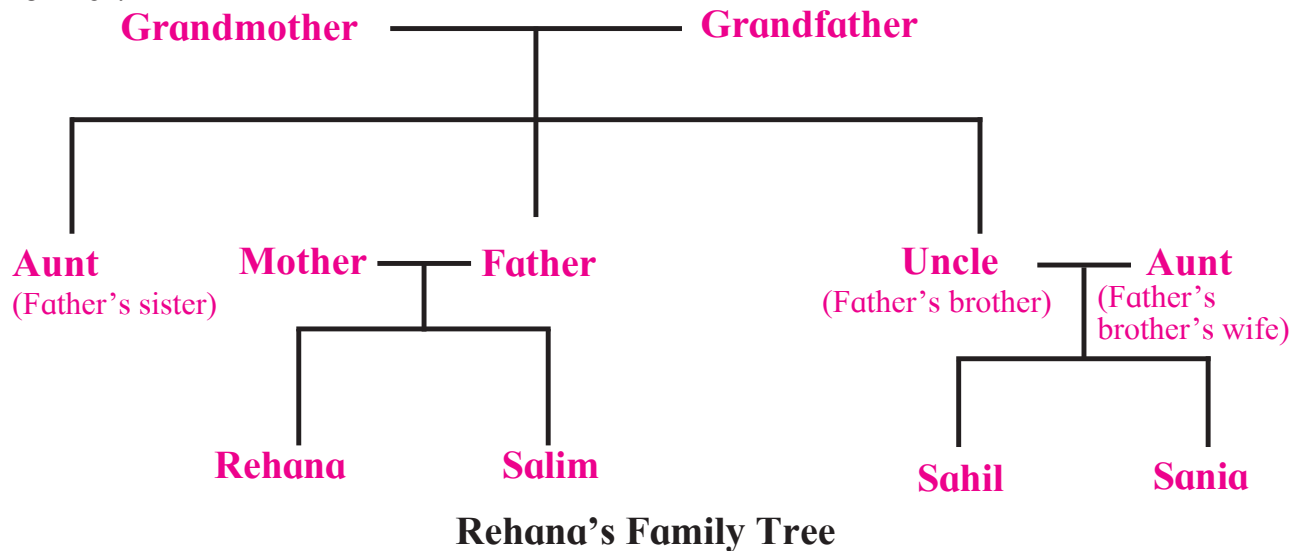 Grandmother Grandfather
Aunt Mother Father Uncle Aunt
(Father's sister) (Father's brother) (Father's
brother's wife)
Rehana Salim Sahil Sania
Rehana's Family Tree